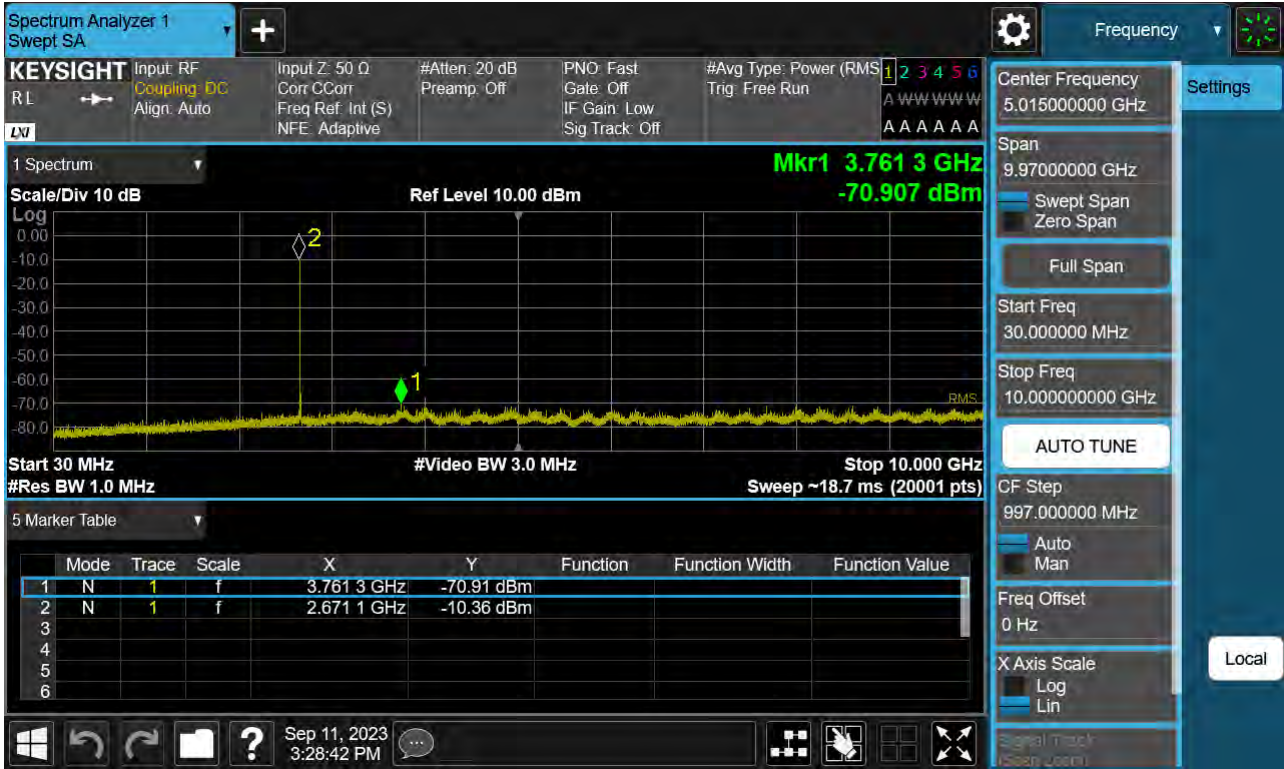 Spectrum Analyzer 1
Swept SA
+
Frequency
KEYSIGHT
RL
LXI
Input: RF
Coupling: DC
Align: Auto
Input Z: 50 Ω
Corr CCorr
Freq Ref: Int (S)
NFE: Adaptive
#Atten: 20 dB
Preamp: Off
PNO: Fast
Gate: Off
IF Gain: Low
Sig Track: Off
#Avg Type: Power (RMS
Trig: Free Run
1 2 3 4 5 6
A W W W W W
A A A A A A
1 Spectrum
Mkr1 3.761 3 GHz
-70.907 dBm
Scale/Div 10 dB
Ref Level 10.00 dBm
Log
0.00
-10.0
-20.0
-30.0
-40.0
-50.0
-60.0
-70.0
-80.0
2
1
RMS
Start 30 MHz
#Video BW 3.0 MHz
Stop 10.000 GHz
#Res BW 1.0 MHz
Sweep ~18.7 ms (20001 pts)
5 Marker Table
Mode Trace Scale X Y Function Function Width Function Value
1 N 1 f 3.761 3 GHz -70.91 dBm
2 N 1 f 2.671 1 GHz -10.36 dBm
3
4
5
6
?
Sep 11, 2023
3:28:42 PM
Center Frequency
5.015000000 GHz
Span
9.97000000 GHz
Swept Span
Zero Span
Full Span
Start Freq
30.000000 MHz
Stop Freq
10.000000000 GHz
AUTO TUNE
CF Step
997.000000 MHz
Auto
Man
Freq Offset
0 Hz
X Axis Scale
Log
Lin
Signal Track
(Span Zoom)
Settings
Local